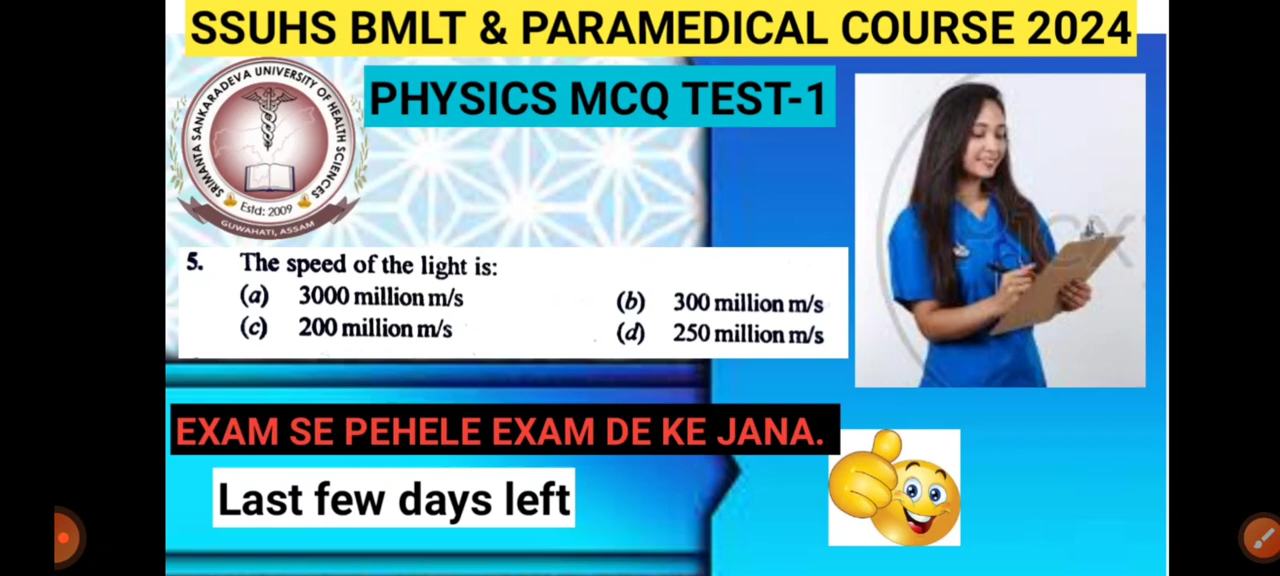 SSUHS BMLT & PARAMEDICAL COURSE 2024
PHYSICS MCQ TEST-1
SRIMANTA SANKARADEVA UNIVERSITY OF HEALTH SCIENCES
Estd: 2009
GUWAHATI, ASSAM
5. The speed of the light is:
(a) 3000 million m/s (b) 300 million m/s
(c) 200 million m/s (d) 250 million m/s
EXAM SE PEHELE EXAM DE KE JANA.
Last few days left